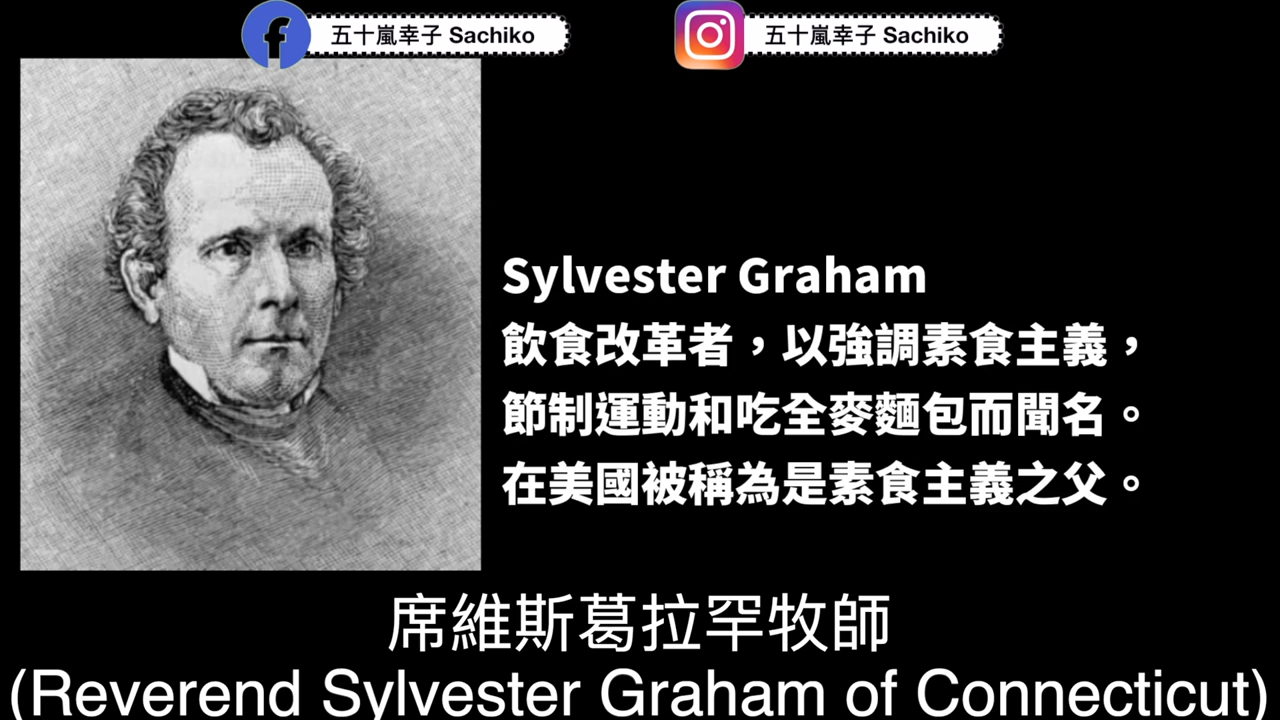 五十嵐幸子 Sachiko
五十嵐幸子 Sachiko
Sylvester Graham
飲食改革者，以強調素食主義，
節制運動和吃全麥麵包而聞名。
在美國被稱為是素食主義之父。
席維斯葛拉罕牧師
(Reverend Sylvester Graham of Connecticut)